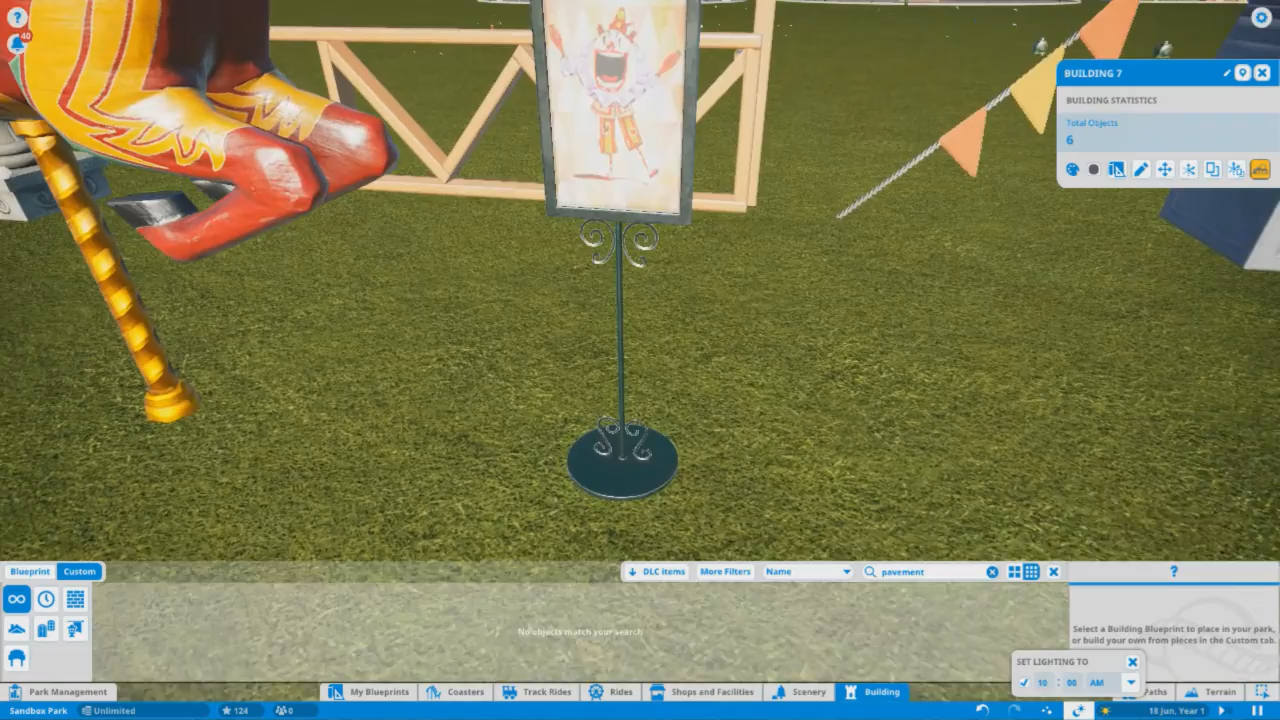 ?
40
BUILDING 7
BUILDING STATISTICS
Total Objects
6
Blueprint
Custom
DLC items
More Filters
Name
pavement
?
No objects match your search
Select a Building Blueprint to place in your park,
or build your own from pieces in the Custom tab.
SET LIGHTING TO
10 : 00 AM
Park Management
My Blueprints
Coasters
Track Rides
Rides
Shops and Facilities
Scenery
Building
Paths
Terrain
Sandbox Park
Unlimited
124
0
18 Jun, Year 1